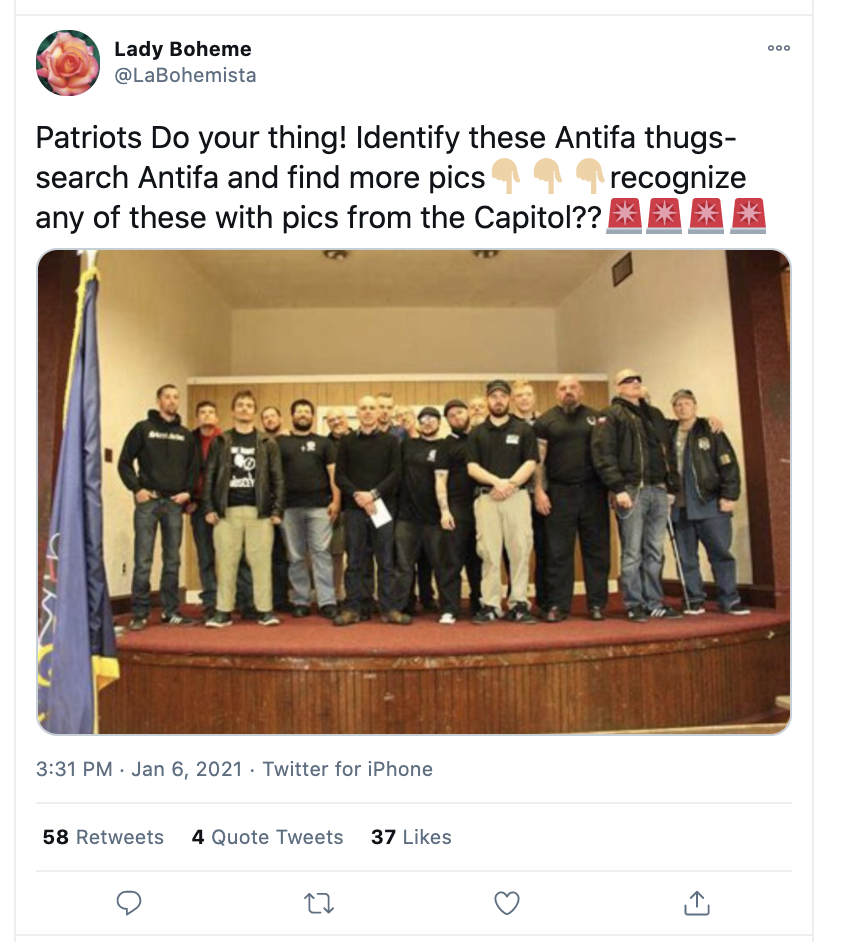 Lady Boheme
@LaBohemista
Patriots Do your thing! Identify these Antifa thugs-
search Antifa and find more pics👇🏼👇🏼👇🏼recognize
any of these with pics from the Capitol??🚨🚨🚨🚨
3:31 PM · Jan 6, 2021 · Twitter for iPhone
58 Retweets 4 Quote Tweets 37 Likes